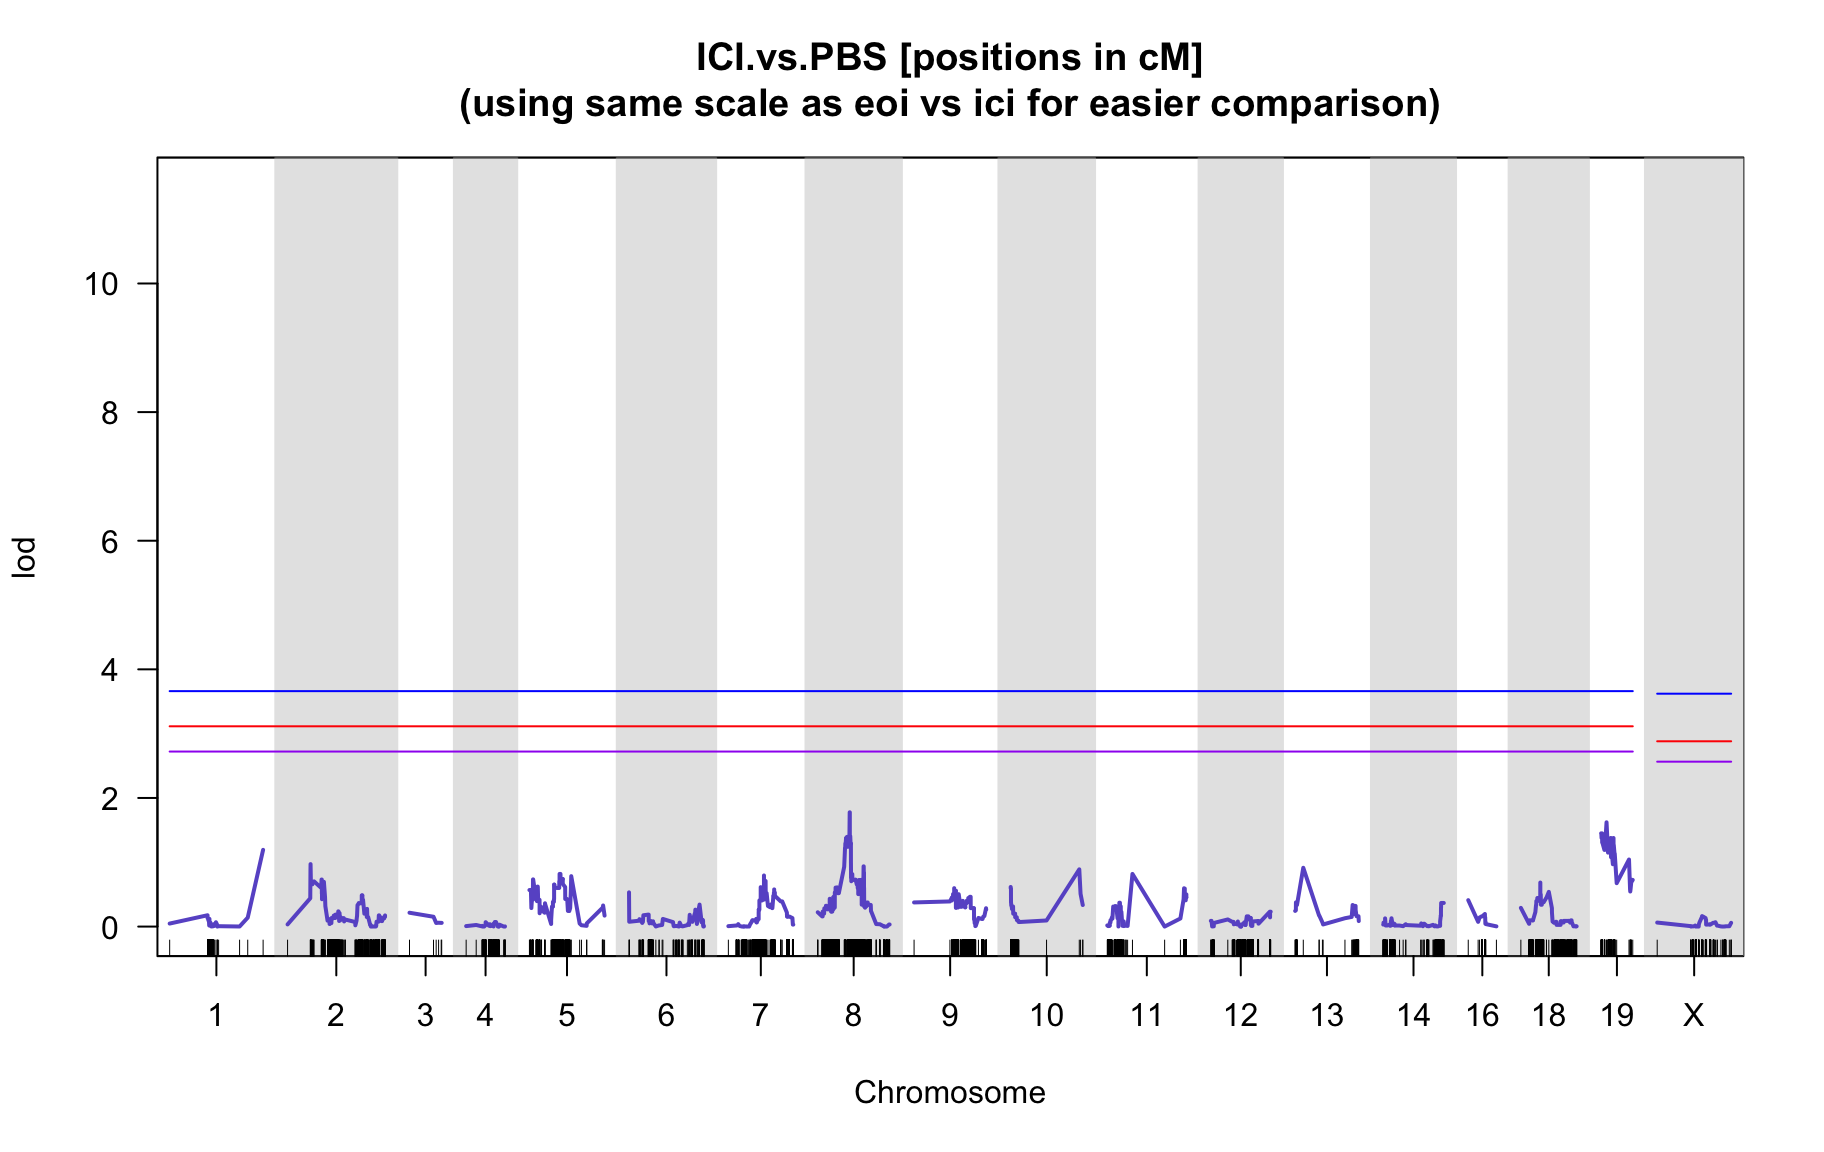 ICI.vs.PBS [positions in cM]
(using same scale as eoi vs ici for easier comparison)
10
8
6
4
2
0
lod
1 2 3 4 5 6 7 8 9 10 11 12 13 14 16 18 19 X
Chromosome